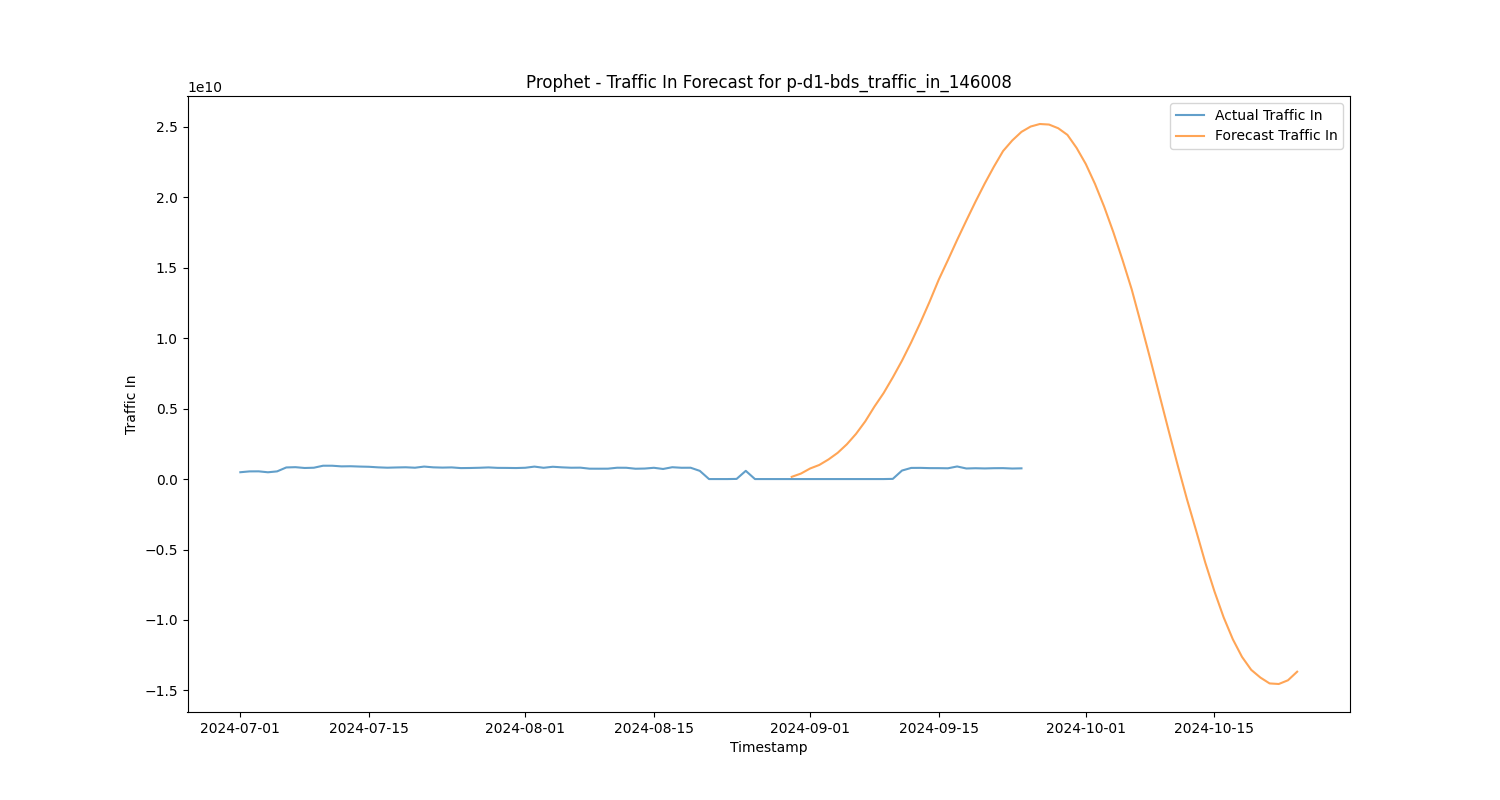 Prophet - Traffic In Forecast for p-d1-bds_traffic_in_146008
1e10
Actual Traffic In
Forecast Traffic In
2.5
2.0
1.5
1.0
0.5
0.0
−0.5
−1.0
−1.5
Traffic In
2024-07-01 2024-07-15 2024-08-01 2024-08-15 2024-09-01 2024-09-15 2024-10-01 2024-10-15
Timestamp